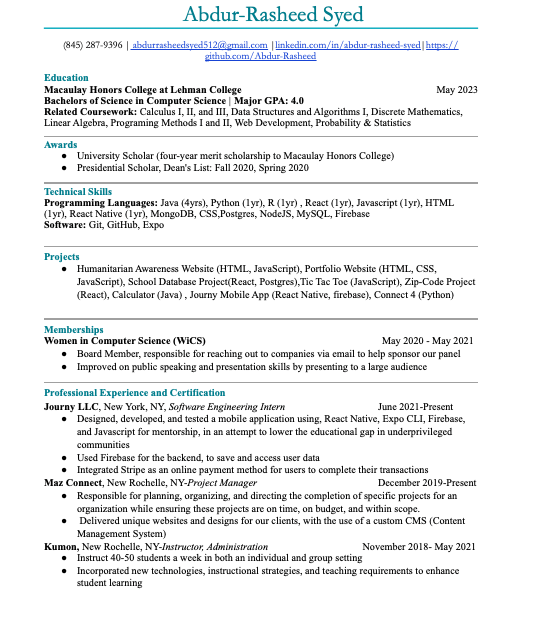 Abdur-Rasheed Syed
(845) 287-9396 | abdurrasheedsyed512@gmail.com |linkedin.com/in/abdur-rasheed-syed|https://
github.com/Abdur-Rasheed
Education
Macaulay Honors College at Lehman College May 2023
Bachelors of Science in Computer Science | Major GPA: 4.0
Related Coursework: Calculus I, II, and III, Data Structures and Algorithms I, Discrete Mathematics,
Linear Algebra, Programing Methods I and II, Web Development, Probability & Statistics
Awards
● University Scholar (four-year merit scholarship to Macaulay Honors College)
● Presidential Scholar, Dean's List: Fall 2020, Spring 2020
Technical Skills
Programming Languages: Java (4yrs), Python (1yr), R (1yr) , React (1yr), Javascript (1yr), HTML
(1yr), React Native (1yr), MongoDB, CSS,Postgres, NodeJS, MySQL, Firebase
Software: Git, GitHub, Expo
Projects
● Humanitarian Awareness Website (HTML, JavaScript), Portfolio Website (HTML, CSS,
JavaScript), School Database Project(React, Postgres),Tic Tac Toe (JavaScript), Zip-Code Project
(React), Calculator (Java) , Journy Mobile App (React Native, firebase), Connect 4 (Python)
Memberships
Women in Computer Science (WiCS) May 2020 - May 2021
● Board Member, responsible for reaching out to companies via email to help sponsor our panel
● Improved on public speaking and presentation skills by presenting to a large audience
Professional Experience and Certification
Journy LLC, New York, NY, Software Engineering Intern June 2021-Present
● Designed, developed, and tested a mobile application using, React Native, Expo CLI, Firebase,
and Javascript for mentorship, in an attempt to lower the educational gap in underprivileged
communities
● Used Firebase for the backend, to save and access user data
● Integrated Stripe as an online payment method for users to complete their transactions
Maz Connect, New Rochelle, NY-Project Manager December 2019-Present
● Responsible for planning, organizing, and directing the completion of specific projects for an
organization while ensuring these projects are on time, on budget, and within scope.
● Delivered unique websites and designs for our clients, with the use of a custom CMS (Content
Management System)
Kumon, New Rochelle, NY-Instructor, Administration November 2018- May 2021
● Instruct 40-50 students a week in both an individual and group setting
● Incorporated new technologies, instructional strategies, and teaching requirements to enhance
student learning